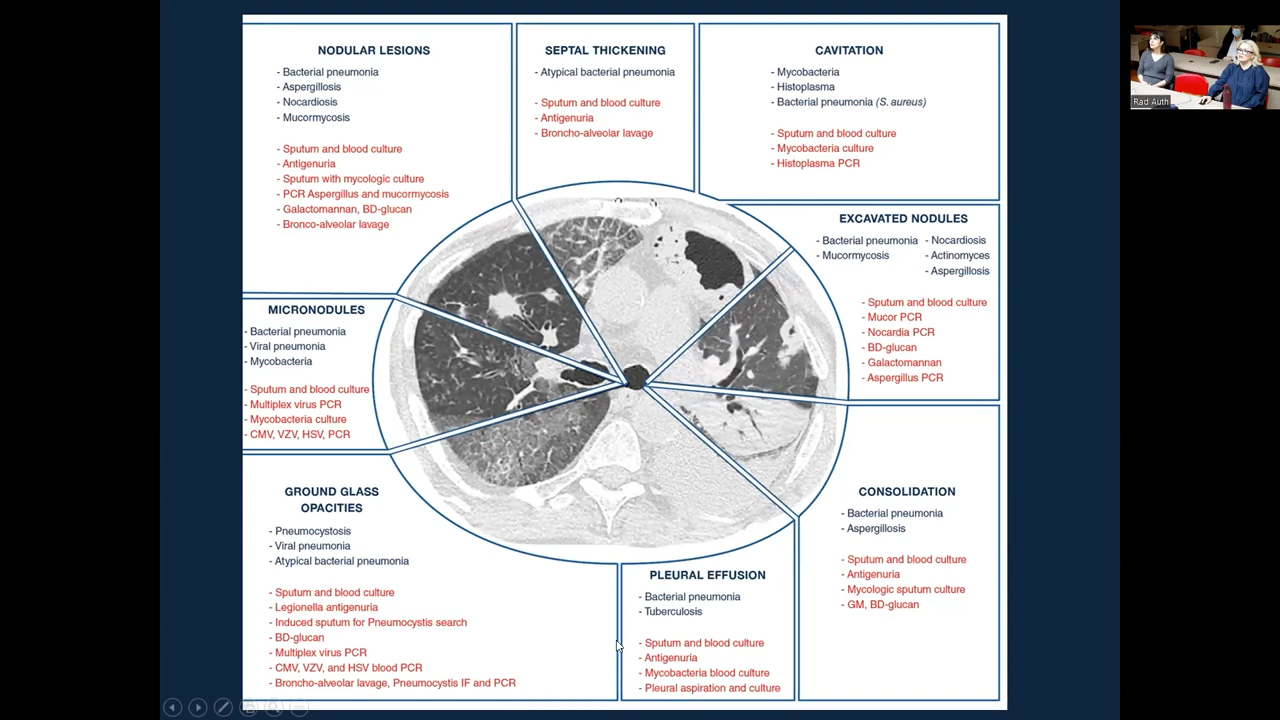 NODULAR LESIONS
- Bacterial pneumonia
- Aspergillosis
- Nocardiosis
- Mucormycosis
- Sputum and blood culture
- Antigenuria
- Sputum with mycologic culture
- PCR Aspergillus and mucormycosis
- Galactomannan, BD-glucan
- Bronco-alveolar lavage
SEPTAL THICKENING
- Atypical bacterial pneumonia
- Sputum and blood culture
- Antigenuria
- Broncho-alveolar lavage
CAVITATION
- Mycobacteria
- Histoplasma
- Bacterial pneumonia (S. aureus)
- Sputum and blood culture
- Mycobacteria culture
- Histoplasma PCR
EXCAVATED NODULES
- Bacterial pneumonia
- Mucormycosis
- Nocardiosis
- Actinomyces
- Aspergillosis
- Sputum and blood culture
- Mucor PCR
- Nocardia PCR
- BD-glucan
- Galactomannan
- Aspergillus PCR
MICRONODULES
- Bacterial pneumonia
- Viral pneumonia
- Mycobacteria
- Sputum and blood culture
- Multiplex virus PCR
- Mycobacteria culture
- CMV, VZV, HSV, PCR
GROUND GLASS
OPACITIES
- Pneumocystosis
- Viral pneumonia
- Atypical bacterial pneumonia
- Sputum and blood culture
- Legionella antigenuria
- Induced sputum for Pneumocystis search
- BD-glucan
- Multiplex virus PCR
- CMV, VZV, and HSV blood PCR
- Broncho-alveolar lavage, Pneumocystis IF and PCR
PLEURAL EFFUSION
- Bacterial pneumonia
- Tuberculosis
- Sputum and blood culture
- Antigenuria
- Mycobacteria blood culture
- Pleural aspiration and culture
CONSOLIDATION
- Bacterial pneumonia
- Aspergillosis
- Sputum and blood culture
- Antigenuria
- Mycologic sputum culture
- GM, BD-glucan
Rad Auth